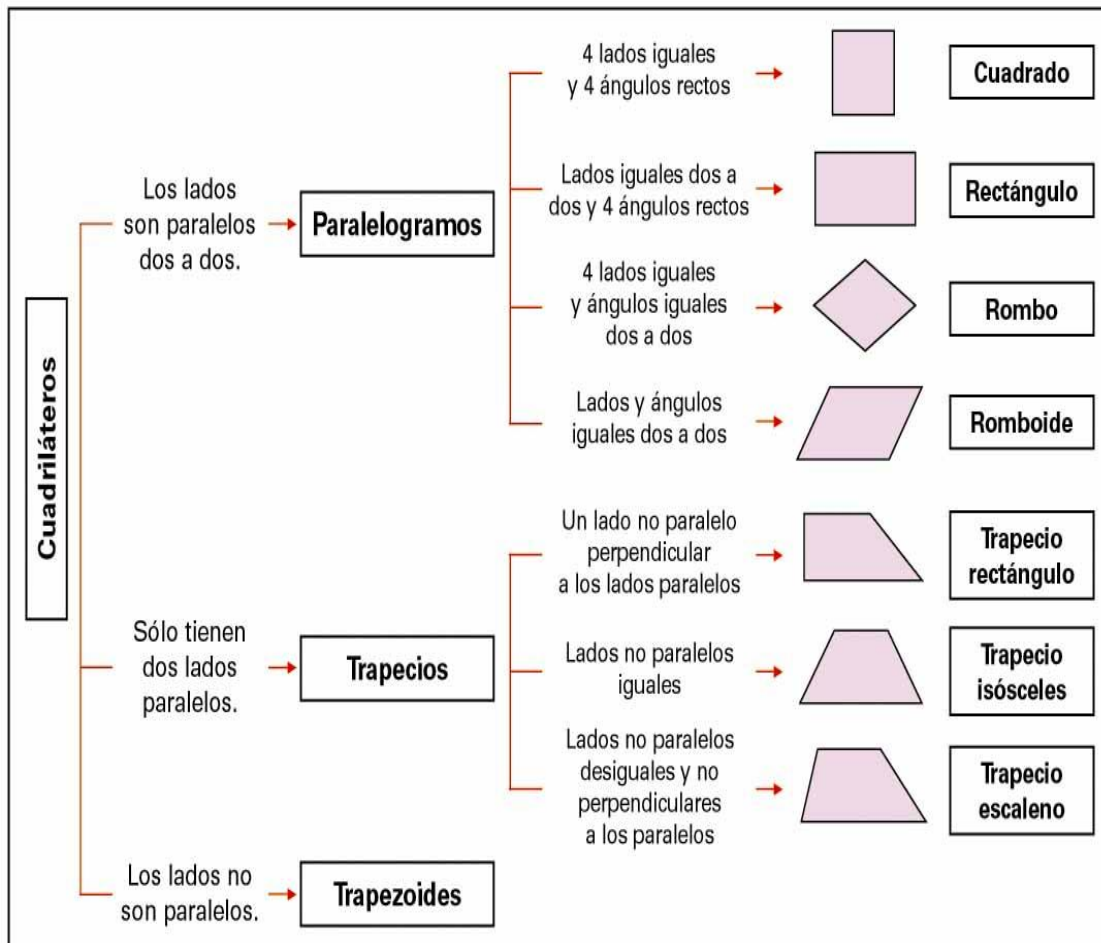 Cuadriláteros
Los lados
son paralelos
dos a dos.
Paralelogramos
4 lados iguales
y 4 ángulos rectos
Cuadrado
Lados iguales dos a
dos y 4 ángulos rectos
Rectángulo
4 lados iguales
y ángulos iguales
dos a dos
Rombo
Lados y ángulos
iguales dos a dos
Romboide
Sólo tienen
dos lados
paralelos.
Trapecios
Un lado no paralelo
perpendicular
a los lados paralelos
Trapecio
rectángulo
Lados no paralelos
iguales
Trapecio
isósceles
Lados no paralelos
desiguales y no
perpendiculares
a los paralelos
Trapecio
escaleno
Los lados no
son paralelos.
Trapezoides